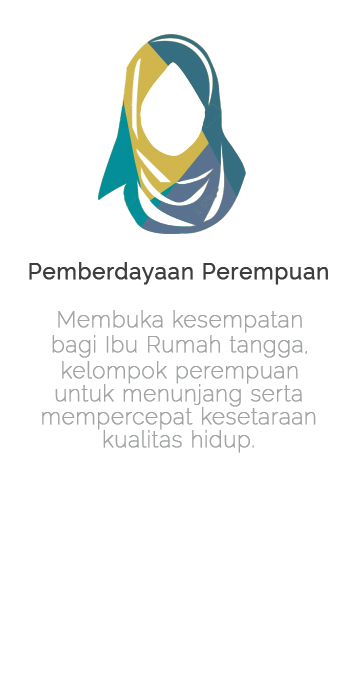 Pemberdayaan Perempuan
Membuka kesempatan
bagi Ibu Rumah tangga,
kelompok perempuan
untuk menunjang serta
mempercepat kesetaraan
kualitas hidup.